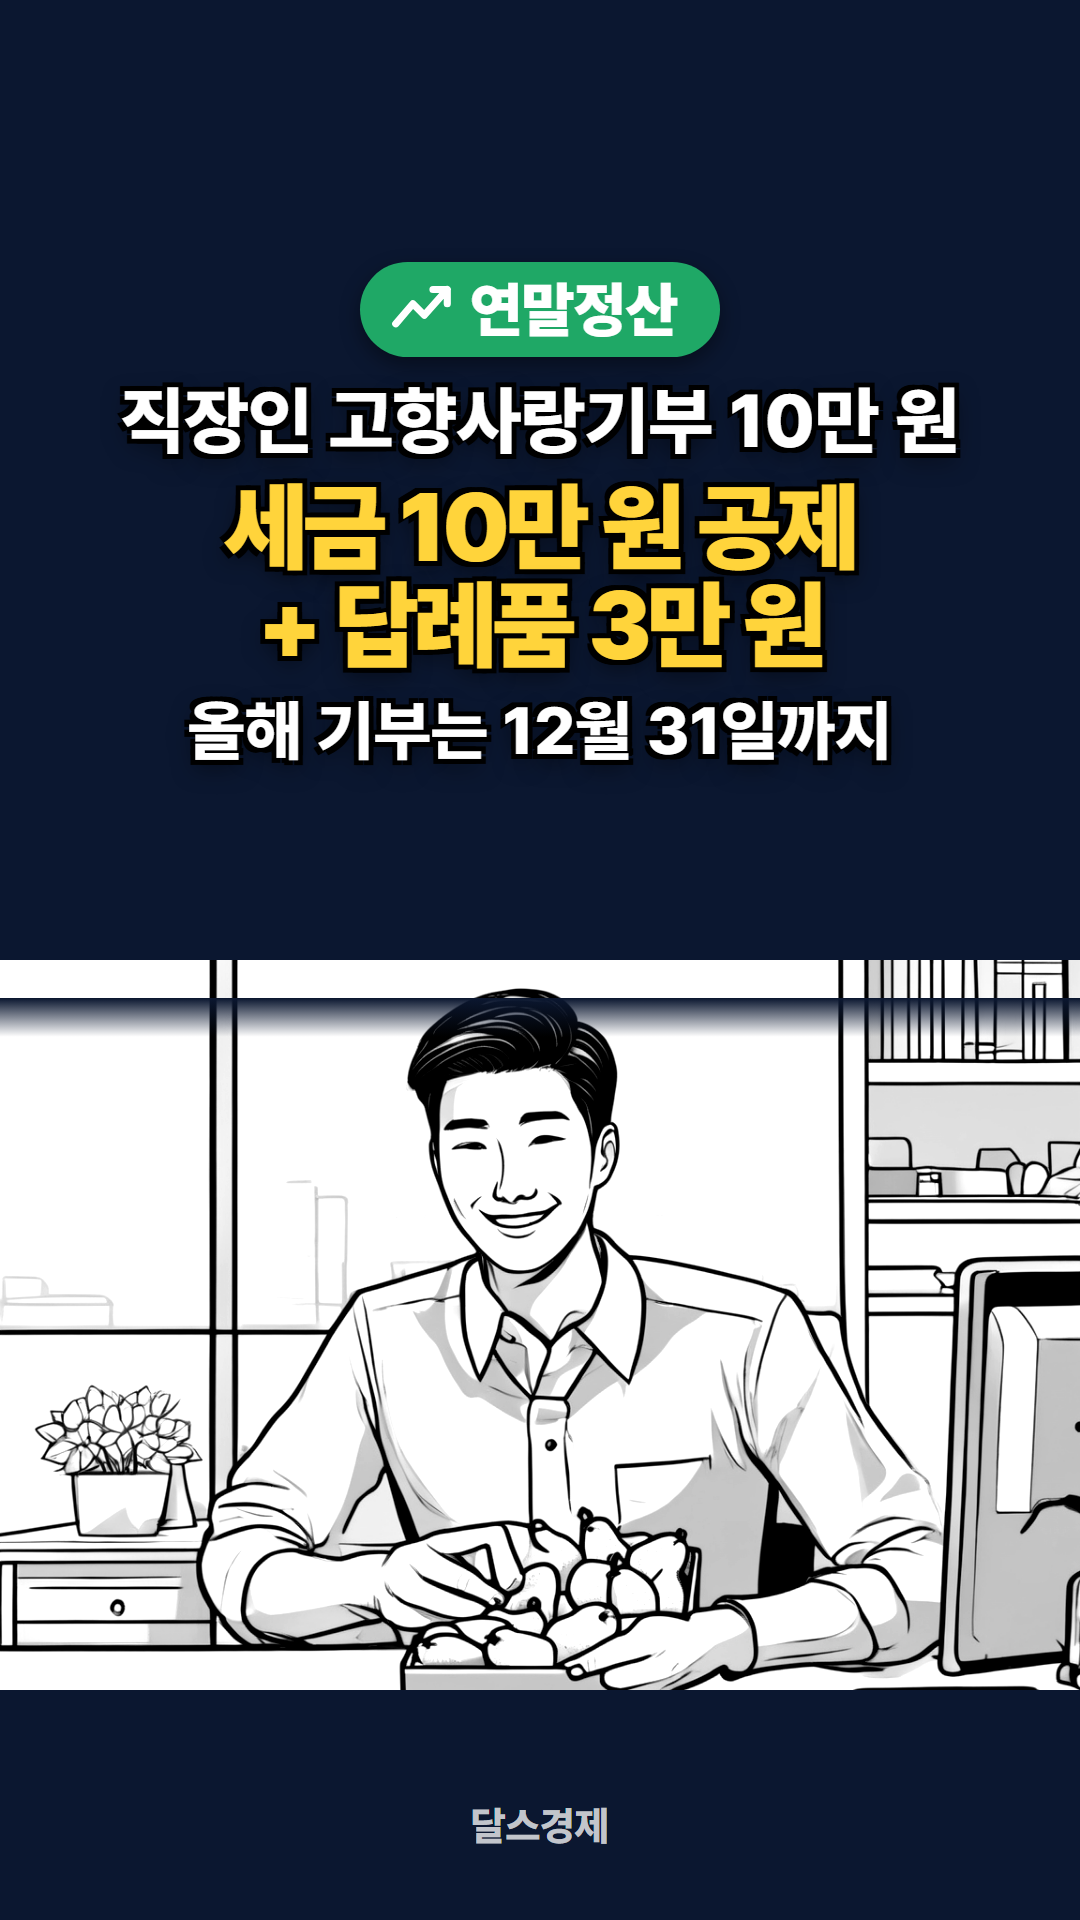 연말정산
직장인 고향사랑기부 10만 원
세금 10만 원 공제
+ 답례품 3만 원
올해 기부는 12월 31일까지
달스경제